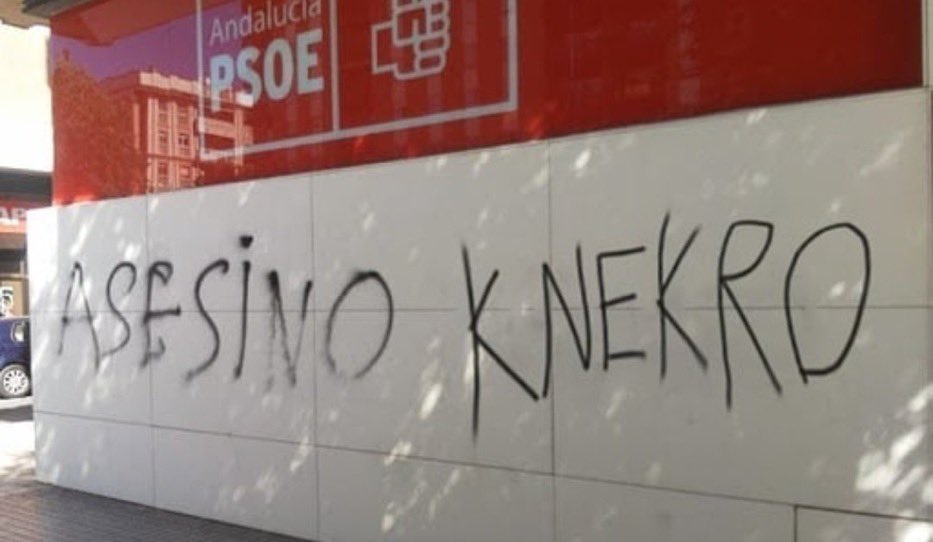 Andalucía
PSOE
ASESiNO KNEKRO